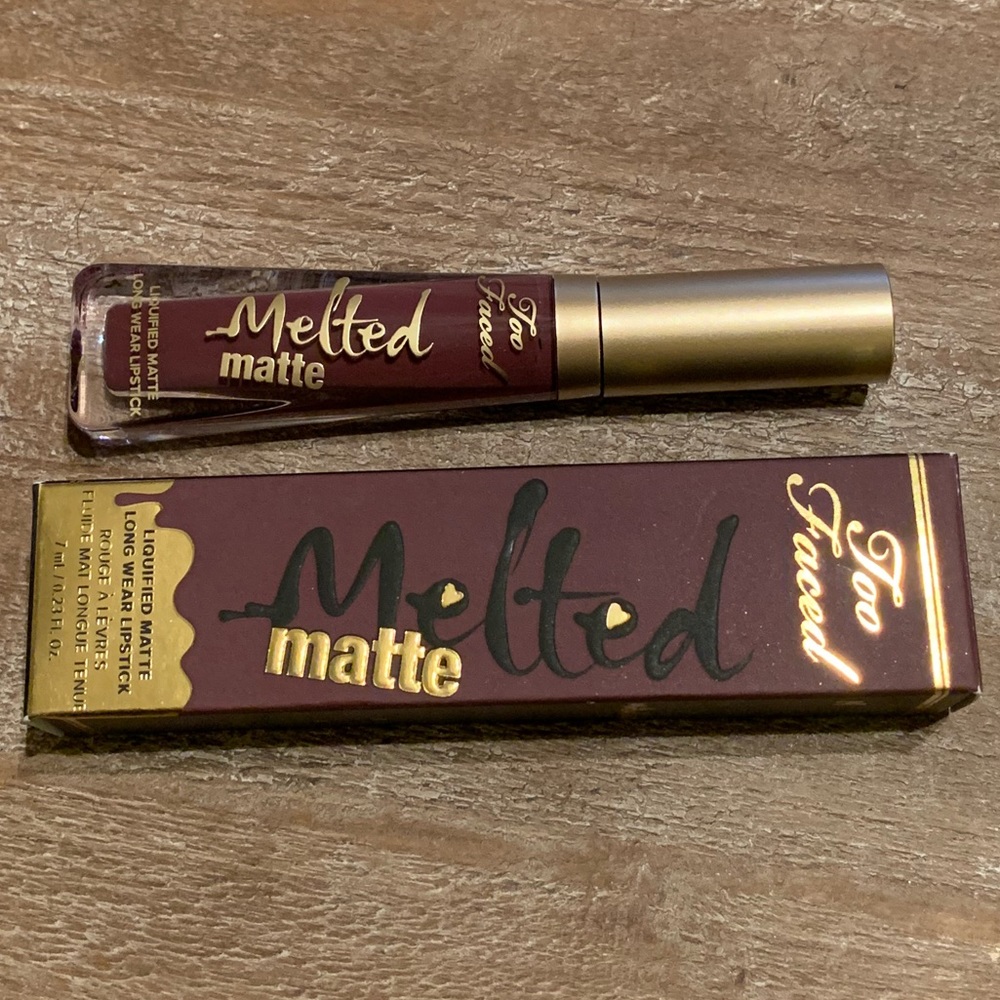 Melted
matte
Too
Faced
LIQUIFIED MATTE
LONG WEAR LIPSTICK
Melted
matte
Too
Faced
LIQUIFIED MATTE
LONG WEAR LIPSTICK
ROUGE À LÈVRES
FLUIDE MAT LONGUE TENUE
7 mL / 0.23 Fl. Oz.